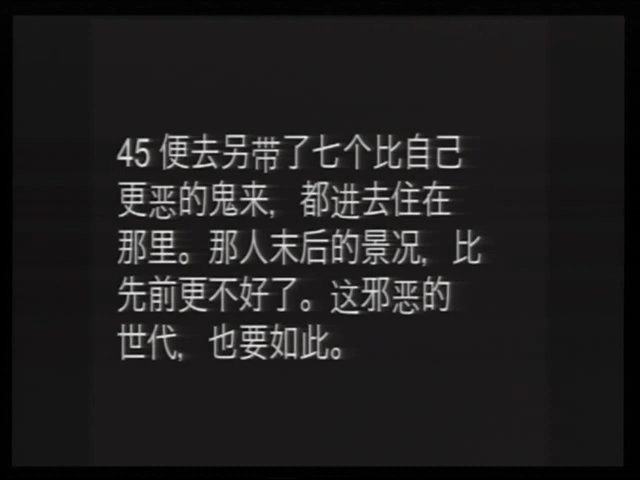 45 便去另带了七个比自己
更恶的鬼来，都进去住在
那里。那人末后的景况，比
先前更不好了。这邪恶的
世代，也要如此。